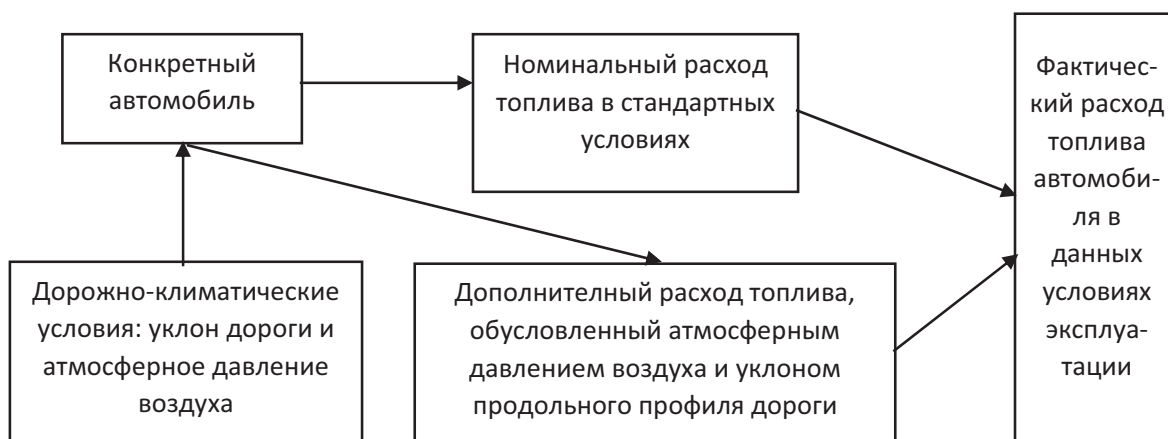 Конкретный
автомобиль
Номинальный расход
топлива в стандартных
условиях
Фактичес-
кий расход
топлива
автомоби-
ля в
данных
условиях
эксплуа-
тации
Дорожно-климатические
условия: уклон дороги и
атмосферное давление
воздуха
Дополнителный расход топлива,
обусловленный атмосферным
давлением воздуха и уклоном
продольного профиля дороги